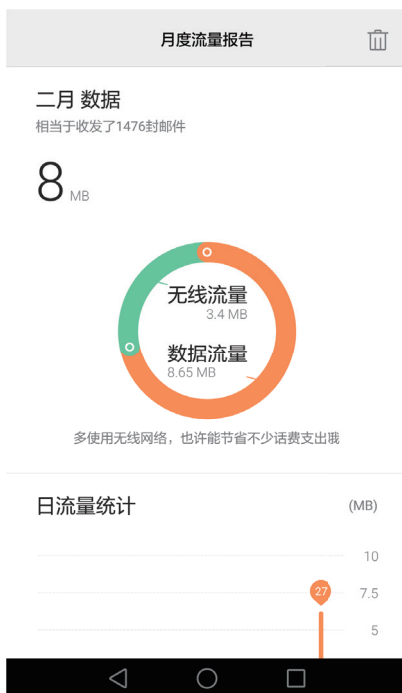 月度流量报告
二月 数据
相当于收发了1476封邮件
8 MB
无线流量
3.4 MB
数据流量
8.65 MB
多使用无线网络，也许能节省不少话费支出哦
日流量统计 (MB)
10
27
7.5
5